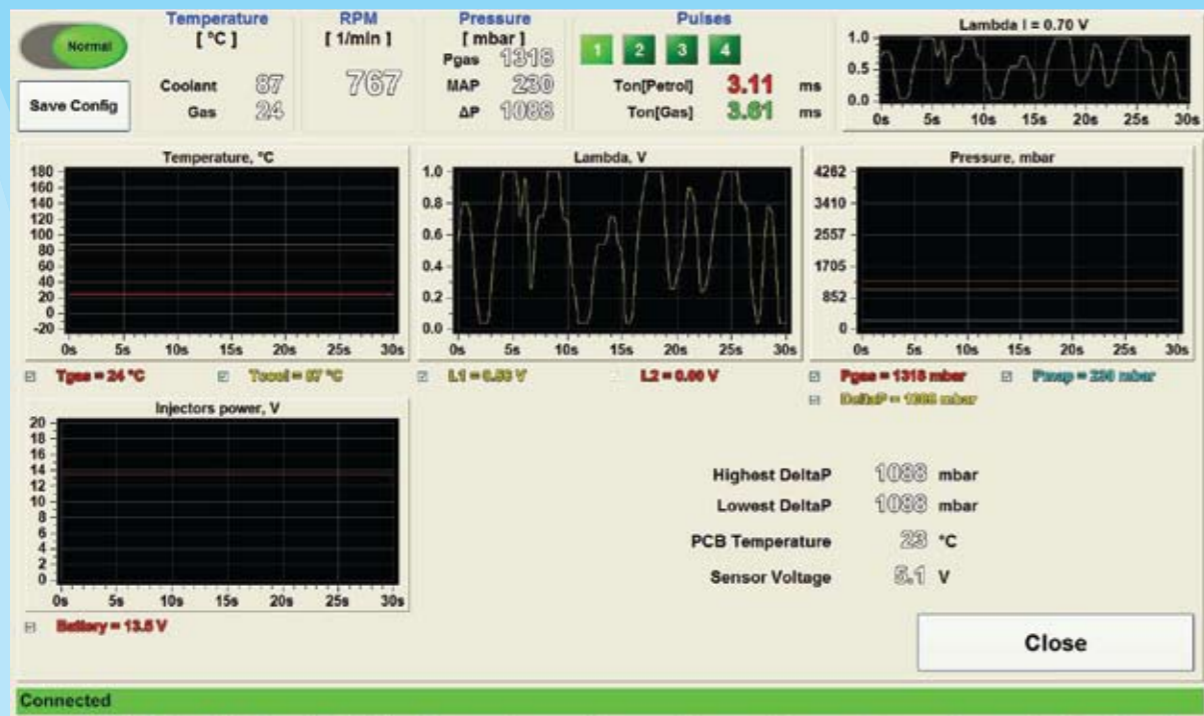 Normal
Save Config
Temperature
[ °C ]
Coolant 87
Gas 24
RPM
[ 1/min ]
767
Pressure
[ mbar ]
Pgas 1318
MAP 230
ΔP 1088
Pulses
1 2 3 4
Ton[Petrol] 3.11 ms
Ton[Gas] 3.61 ms
Lambda I = 0.70 V
1.0
0.5
0.0
0s 5s 10s 15s 20s 25s 30s
Temperature, °C
180
160
140
120
100
80
60
40
20
0
-20
0s 5s 10s 15s 20s 25s 30s
Tgas = 24 °C Tcool = 87 °C
Lambda, V
1.0
0.8
0.6
0.4
0.2
0.0
0s 5s 10s 15s 20s 25s 30s
L2 = 0.00 V
Pressure, mbar
4262
3410
2557
1705
852
0
0s 5s 10s 15s 20s 25s 30s
Pgas = 1318 mbar Pmap = 230 mbar
DeltaP = 1088 mbar
Injectors power, V
20
18
16
14
12
10
8
6
4
2
0
0s 5s 10s 15s 20s 25s 30s
Battery = 13.5 V
Highest DeltaP 1088 mbar
Lowest DeltaP 1088 mbar
PCB Temperature 23 °C
Sensor Voltage 5.1 V
Close
Connected